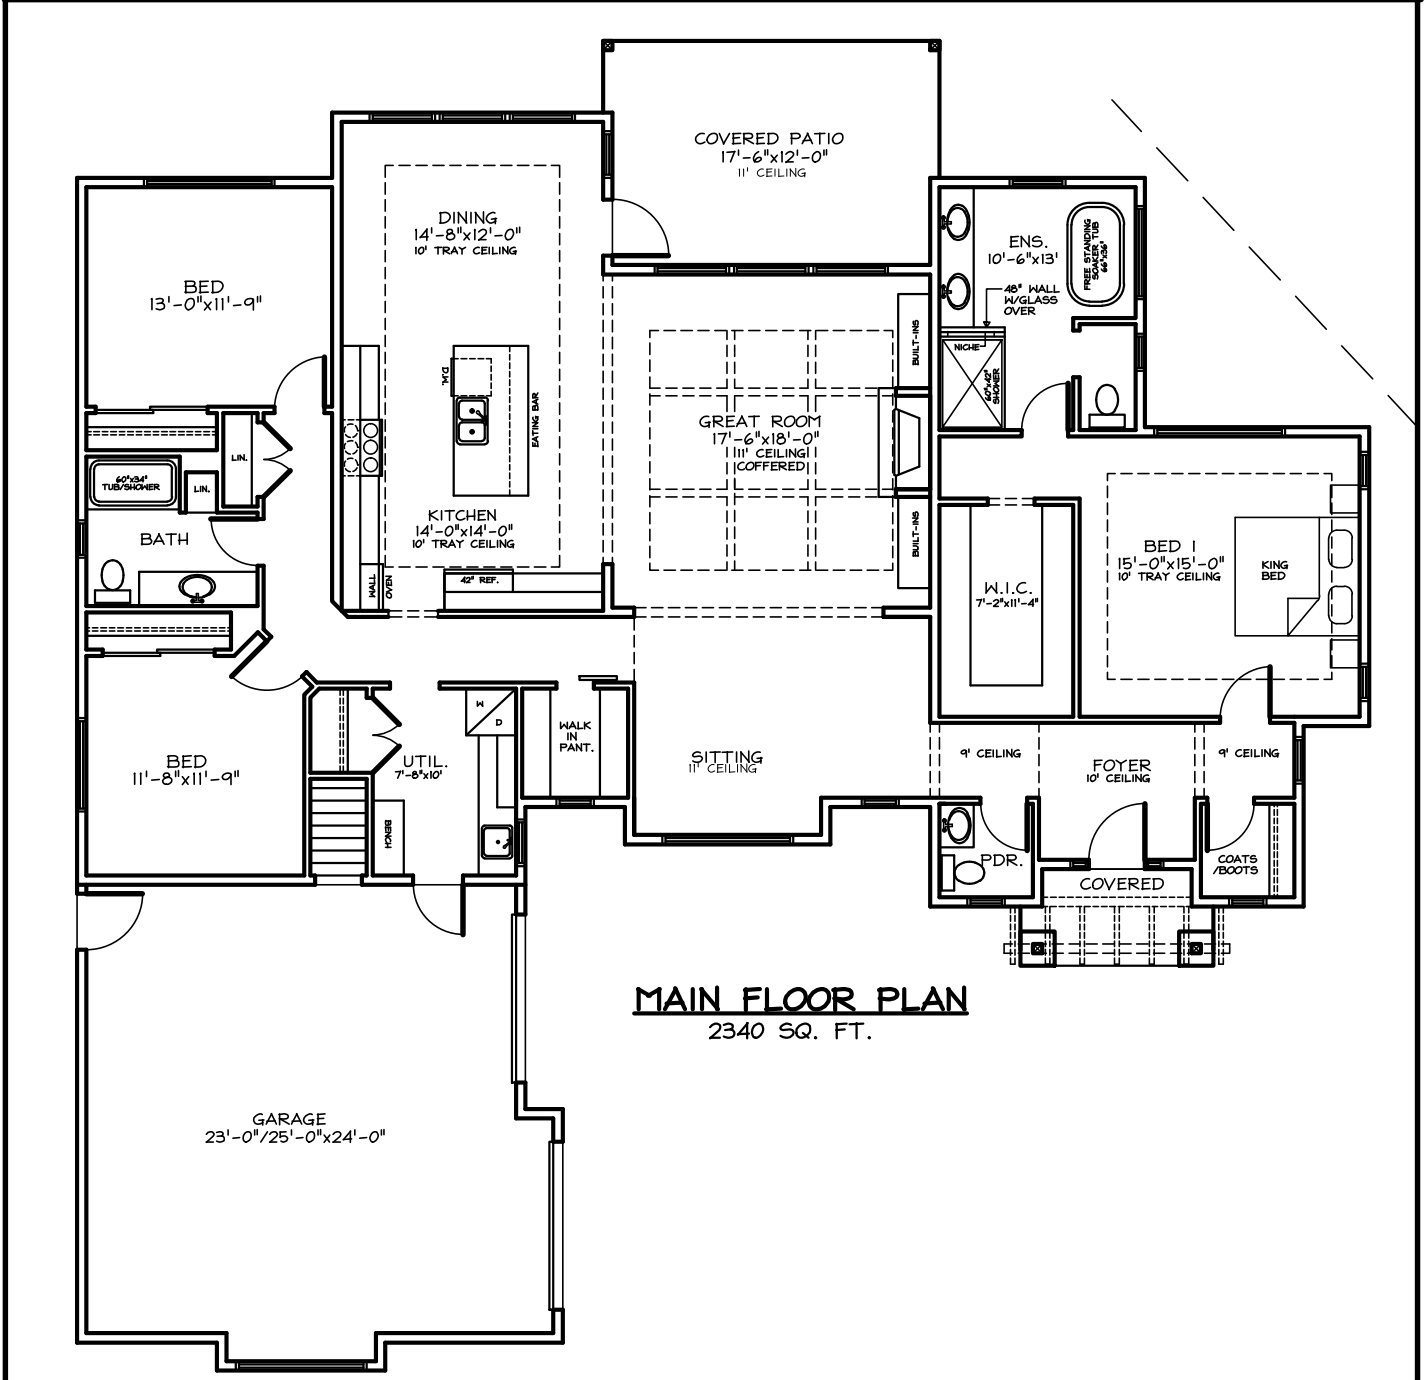 COVERED PATIO
17'-6"x12'-0"
11' CEILING
DINING
14'-8"x12'-0"
10' TRAY CEILING
BED
13'-0"x11'-9"
ENS.
10'-6"x13'
FREE STANDING
SOAKER TUB
66"x36"
48" WALL
W/GLASS
OVER
NICHE
60"x42"
SHOWER
BUILT-INS
D.W.
EATING BAR
GREAT ROOM
17'-6"x18'-0"
11' CEILING
COFFERED
LIN.
60"x34"
TUB/SHOWER
LIN.
BATH
KITCHEN
14'-0"x14'-0"
10' TRAY CEILING
BUILT-INS
BED 1
15'-0"x15'-0"
10' TRAY CEILING
KING
BED
WALL
OVEN
42" REF.
W.I.C.
7'-2"x11'-4"
W
D
WALK
IN
PANT.
SITTING
11' CEILING
9' CEILING
FOYER
10' CEILING
9' CEILING
BED
11'-8"x11'-9"
UTIL.
7'-8"x10'
BENCH
PDR.
COATS
/BOOTS
COVERED
MAIN FLOOR PLAN
2340 SQ. FT.
GARAGE
23'-0"/25'-0"x24'-0"